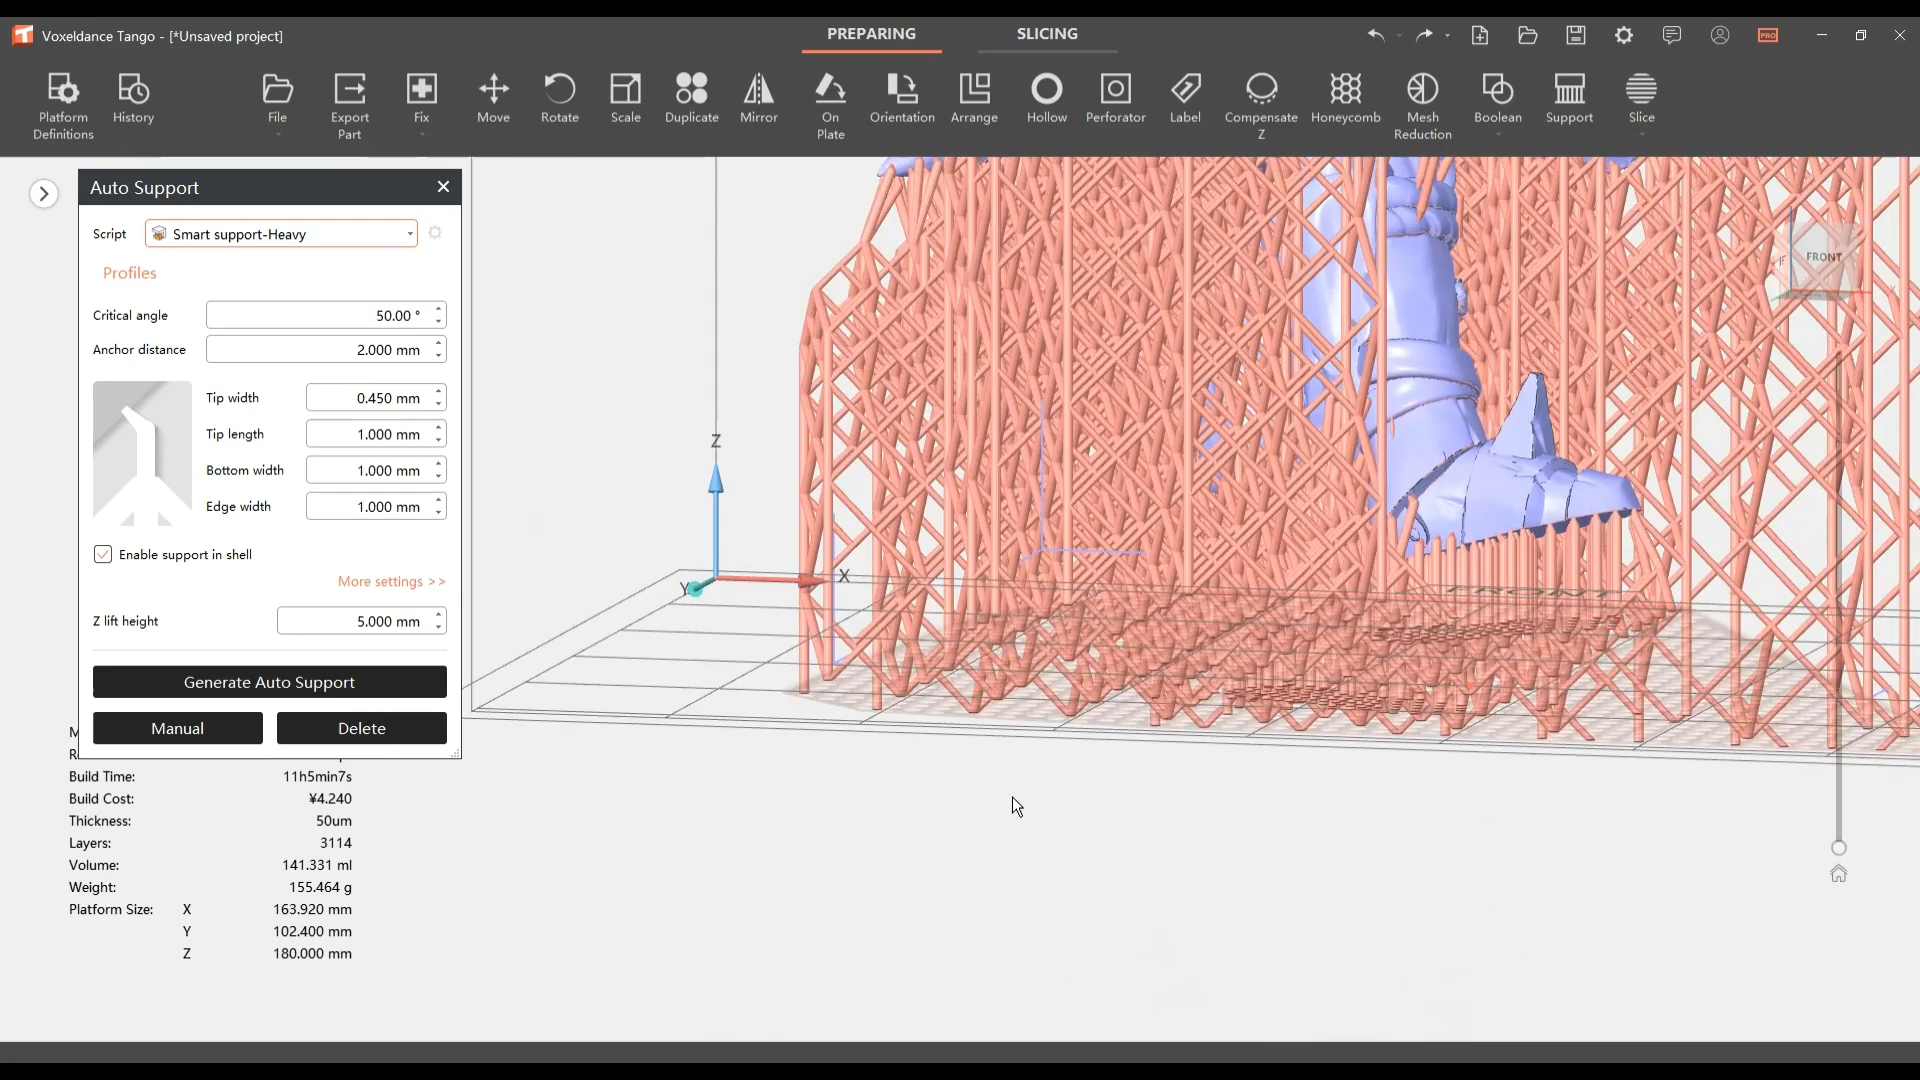 Voxeldance Tango - [*Unsaved project]
PREPARING
SLICING
PRO
Platform Definitions
History
File
Export Part
Fix
Move
Rotate
Scale
Duplicate
Mirror
On Plate
Orientation
Arrange
Hollow
Perforator
Label
Compensate Z
Honeycomb
Mesh Reduction
Boolean
Support
Slice
Auto Support
Script Smart support-Heavy
Profiles
Critical angle 50.00 °
Anchor distance 2.000 mm
Tip width 0.450 mm
Tip length 1.000 mm
Bottom width 1.000 mm
Edge width 1.000 mm
Enable support in shell
More settings >>
Z lift height 5.000 mm
Generate Auto Support
Manual Delete
Build Time: 11h5min7s
Build Cost: ¥4.240
Thickness: 50um
Layers: 3114
Volume: 141.331 ml
Weight: 155.464 g
Platform Size: X 163.920 mm
Y 102.400 mm
Z 180.000 mm
Z
X
Y
FRONT
FRONT